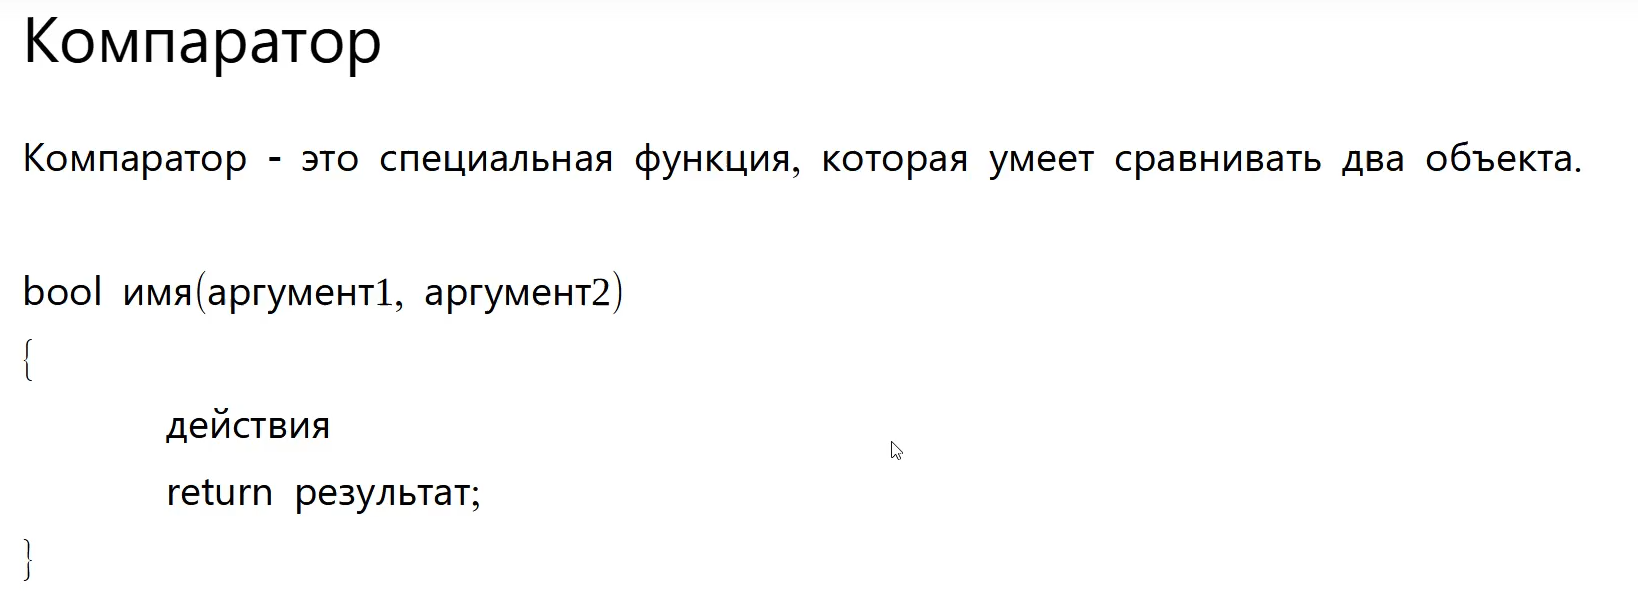 Компаратор
Компаратор - это специальная функция, которая умеет сравнивать два объекта.
bool имя(аргумент1, аргумент2)
{
действия
return результат;
}